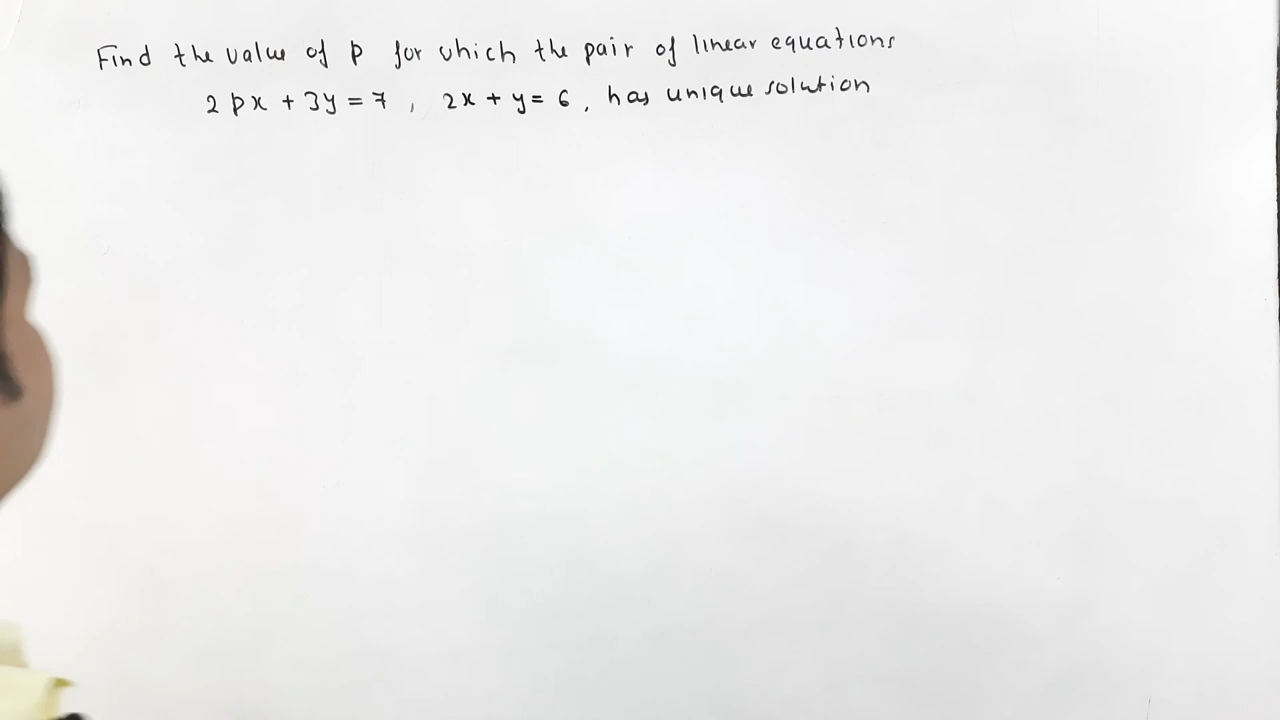 Find the value of p for which the pair of linear equations
2px + 3y = 7, 2x + y = 6, has unique solution